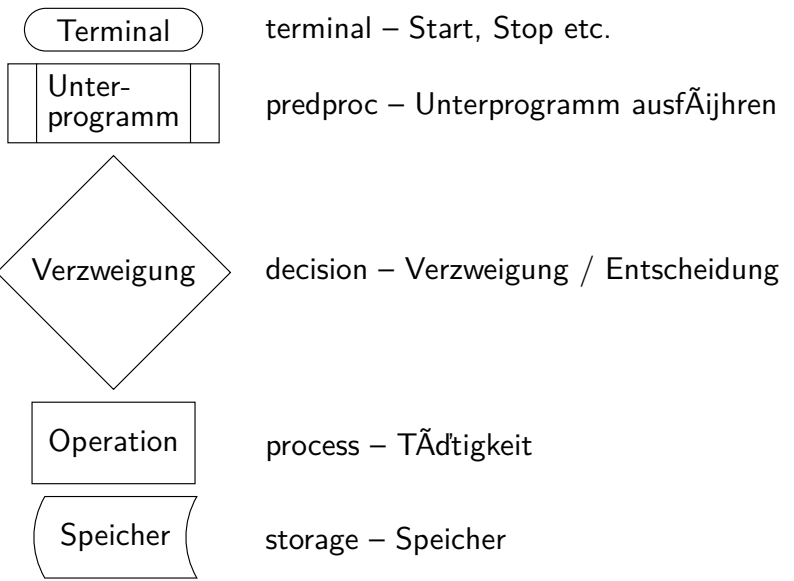 Terminal
terminal – Start, Stop etc.
Unter-
programm
predproc – Unterprogramm ausfÃijhren
Verzweigung
decision – Verzweigung / Entscheidung
Operation
process – TÃďtigkeit
Speicher
storage – Speicher